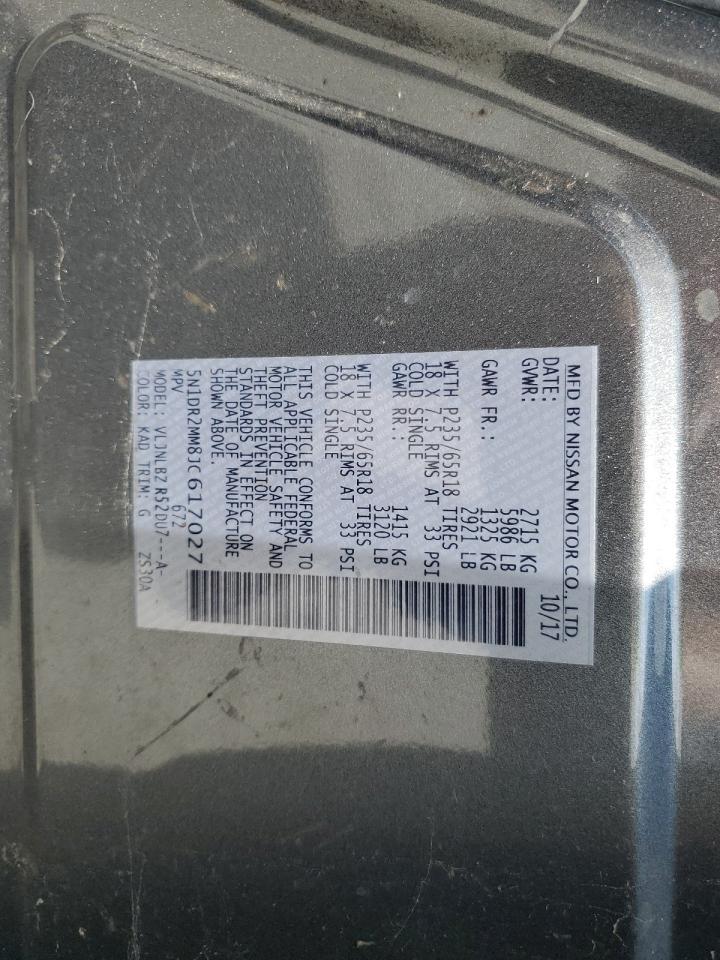 MFD BY NISSAN MOTOR CO., LTD.
DATE: 10/17
GVWR: 2715 KG
5986 LB
GAWR FR.: 1325 KG
2921 LB
WITH P235/65R18 TIRES
18 X 7.5 RIMS AT 33 PSI
COLD SINGLE
GAWR RR.: 1415 KG
3120 LB
WITH P235/65R18 TIRES
18 X 7.5 RIMS AT 33 PSI
COLD SINGLE
THIS VEHICLE CONFORMS TO
ALL APPLICABLE FEDERAL
MOTOR VEHICLE SAFETY AND
THEFT PREVENTION
STANDARDS IN EFFECT ON
THE DATE OF MANUFACTURE
SHOWN ABOVE.
5N1DR2MM8JC617027
MPV 672
MODEL: VLJNLBZ R52DU7---A-
COLOR: KAD TRIM: G ZS30A